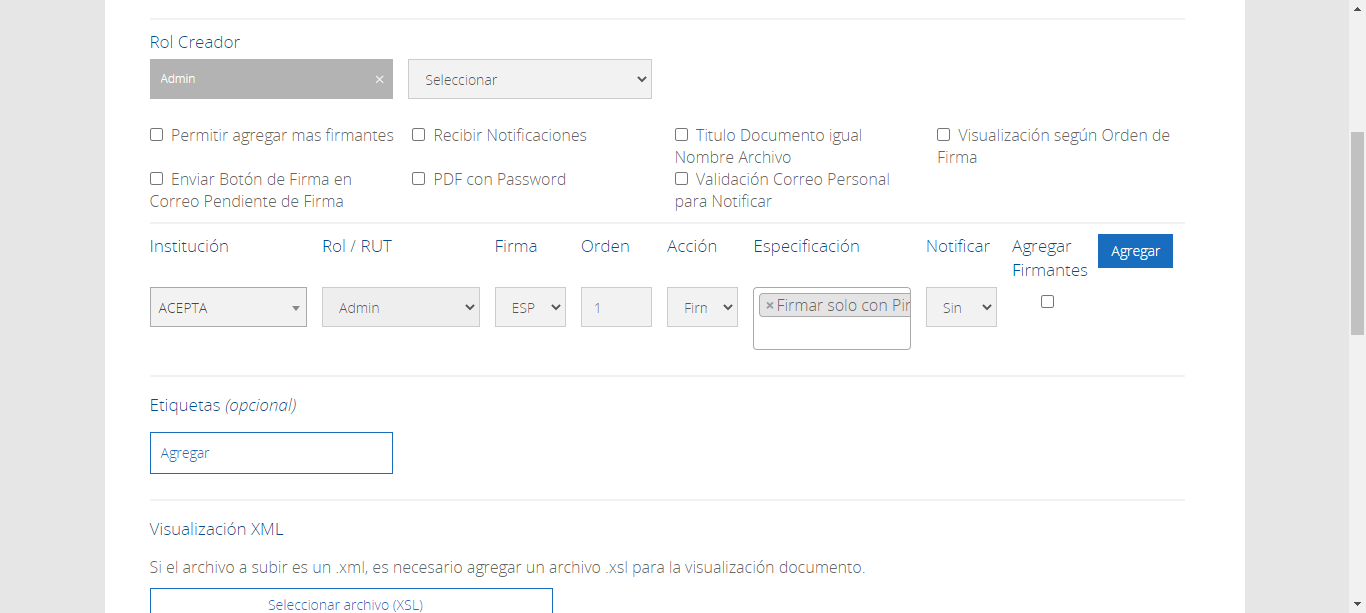 Rol Creador
Admin ×
Seleccionar
Permitir agregar mas firmantes
Recibir Notificaciones
Titulo Documento igual
Nombre Archivo
Visualización según Orden de
Firma
Enviar Botón de Firma en
Correo Pendiente de Firma
PDF con Password
Validación Correo Personal
para Notificar
Institución
Rol / RUT
Firma
Orden
Acción
Especificación
Notificar
Agregar
Firmantes
Agregar
ACEPTA
Admin
ESP
1
Firn
×Firmar solo con Pir
Sin
Etiquetas (opcional)
Agregar
Visualización XML
Si el archivo a subir es un .xml, es necesario agregar un archivo .xsl para la visualización documento.
Seleccionar archivo (XSL)